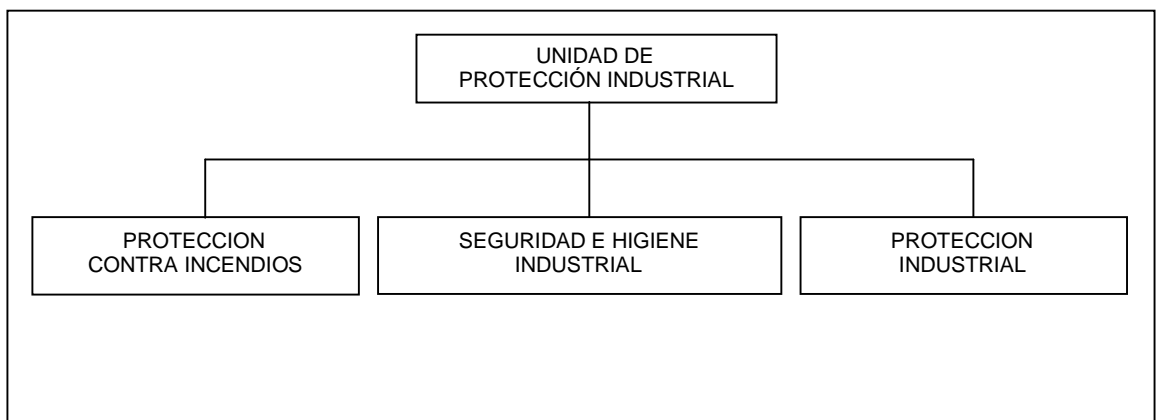 UNIDAD DE
PROTECCIÓN INDUSTRIAL
PROTECCION
CONTRA INCENDIOS
SEGURIDAD E HIGIENE
INDUSTRIAL
PROTECCION
INDUSTRIAL